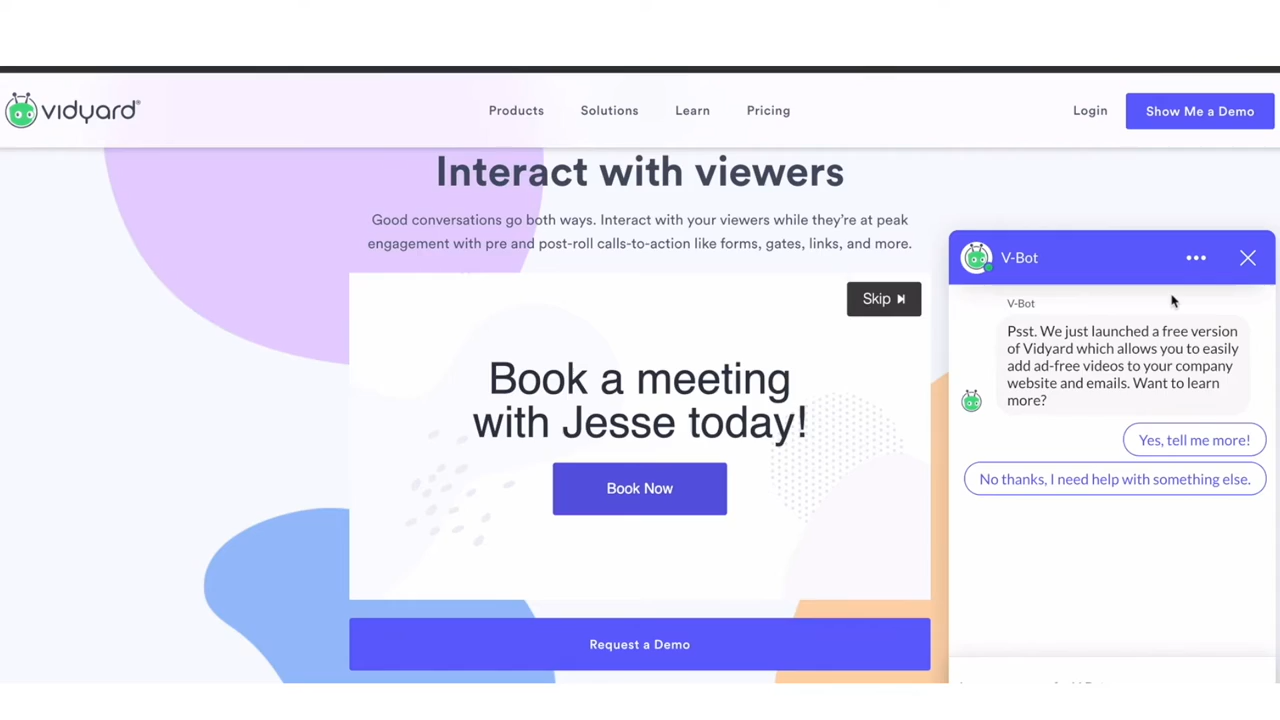 vidyard®
Products
Solutions
Learn
Pricing
Login
Show Me a Demo
Interact with viewers
Good conversations go both ways. Interact with your viewers while they're at peak
engagement with pre and post-roll calls-to-action like forms, gates, links, and more.
Skip
Book a meeting
with Jesse today!
Book Now
Request a Demo
V-Bot
V-Bot
Psst. We just launched a free version
of Vidyard which allows you to easily
add ad-free videos to your company
website and emails. Want to learn
more?
Yes, tell me more!
No thanks, I need help with something else.